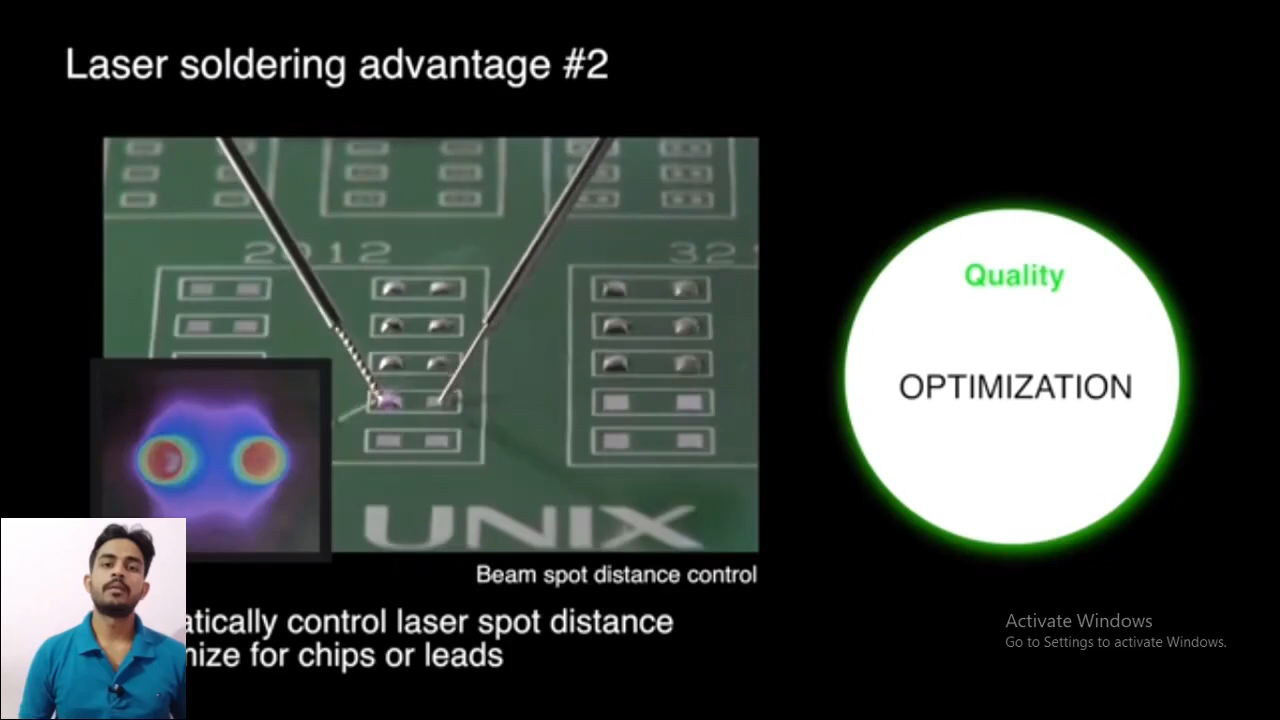 Laser soldering advantage #2
2012
32
UNIX
Quality
OPTIMIZATION
Beam spot distance control
atically control laser spot distance
nize for chips or leads
Activate Windows
Go to Settings to activate Windows.